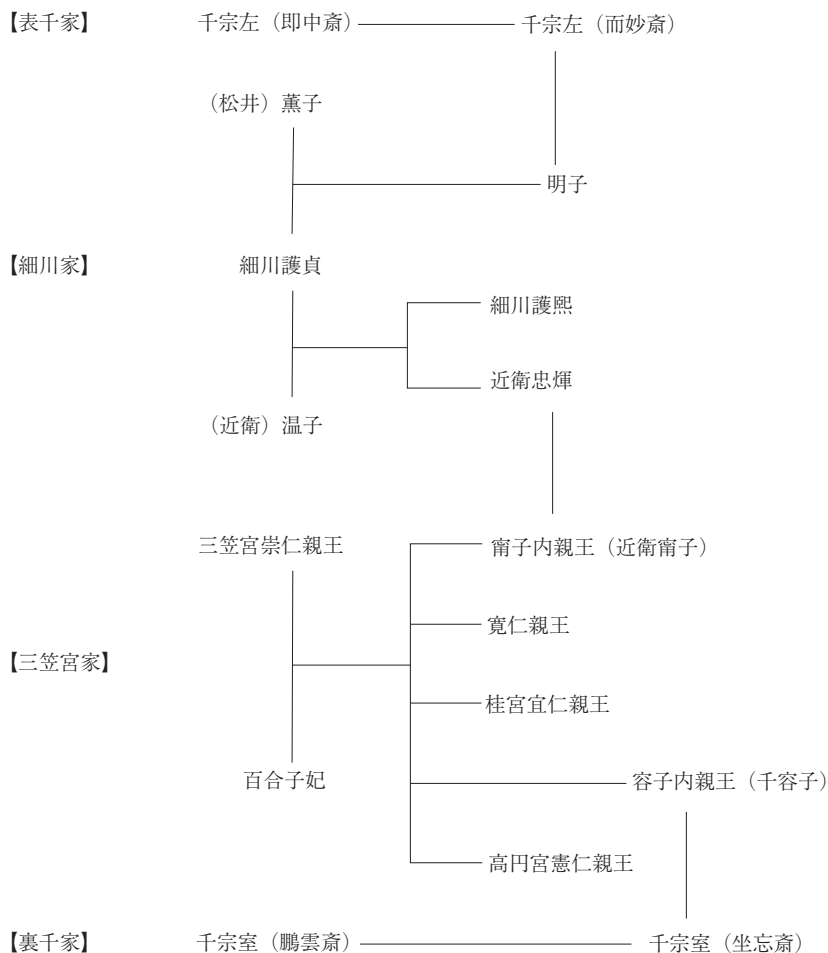 【表千家】 千宗左（即中斎） 千宗左（而妙斎）
（松井）薫子
明子
【細川家】 細川護貞
細川護熙
近衛忠煇
（近衛）温子
三笠宮崇仁親王 甯子内親王（近衛甯子）
寛仁親王
【三笠宮家】
桂宮宜仁親王
百合子妃 容子内親王（千容子）
高円宮憲仁親王
【裏千家】 千宗室（鵬雲斎） 千宗室（坐忘斎）